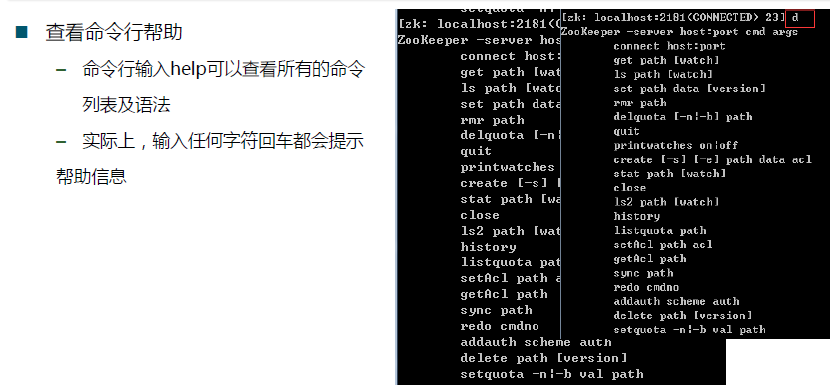 查看命令行帮助
– 命令行输入help可以查看所有的命令
列表及语法
– 实际上，输入任何字符回车都会提示
帮助信息
[zk: localhost:2181(CONNECTED)
ZooKeeper -server hos
connect host:
get path [wat
ls path [watc
set path data
rmr path
delquota [-n¦
quit
printwatches
create [-s] [
stat path [wa
close
ls2 path [wat
history
listquota pat
setAcl path a
getAcl path
sync path
redo cmdno
addauth scheme auth
delete path [version]
setquota -n¦-b val path
[zk: localhost:2181(CONNECTED) 23] d
ZooKeeper -server host:port cmd args
connect host:port
get path [watch]
ls path [watch]
set path data [version]
rmr path
delquota [-n¦-b] path
quit
printwatches on¦off
create [-s] [-e] path data acl
stat path [watch]
close
ls2 path [watch]
history
listquota path
setAcl path acl
getAcl path
sync path
redo cmdno
addauth scheme auth
delete path [version]
setquota -n¦-b val path